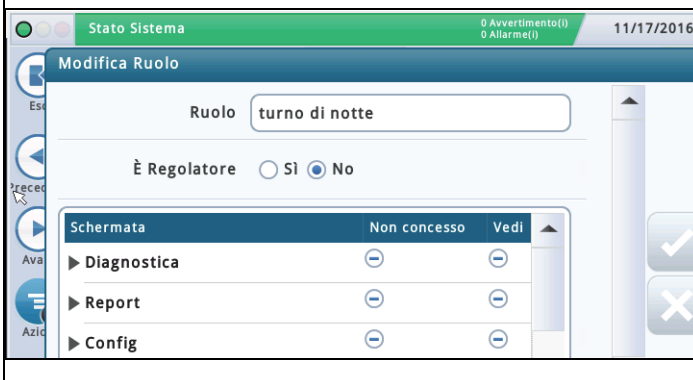 Stato Sistema
0 Avvertimento(i)
0 Allarme(i)
11/17/2016
Modifica Ruolo
Ruolo turno di notte
È Regolatore Sì No
Schermata Non concesso Vedi
Diagnostica
Report
Config